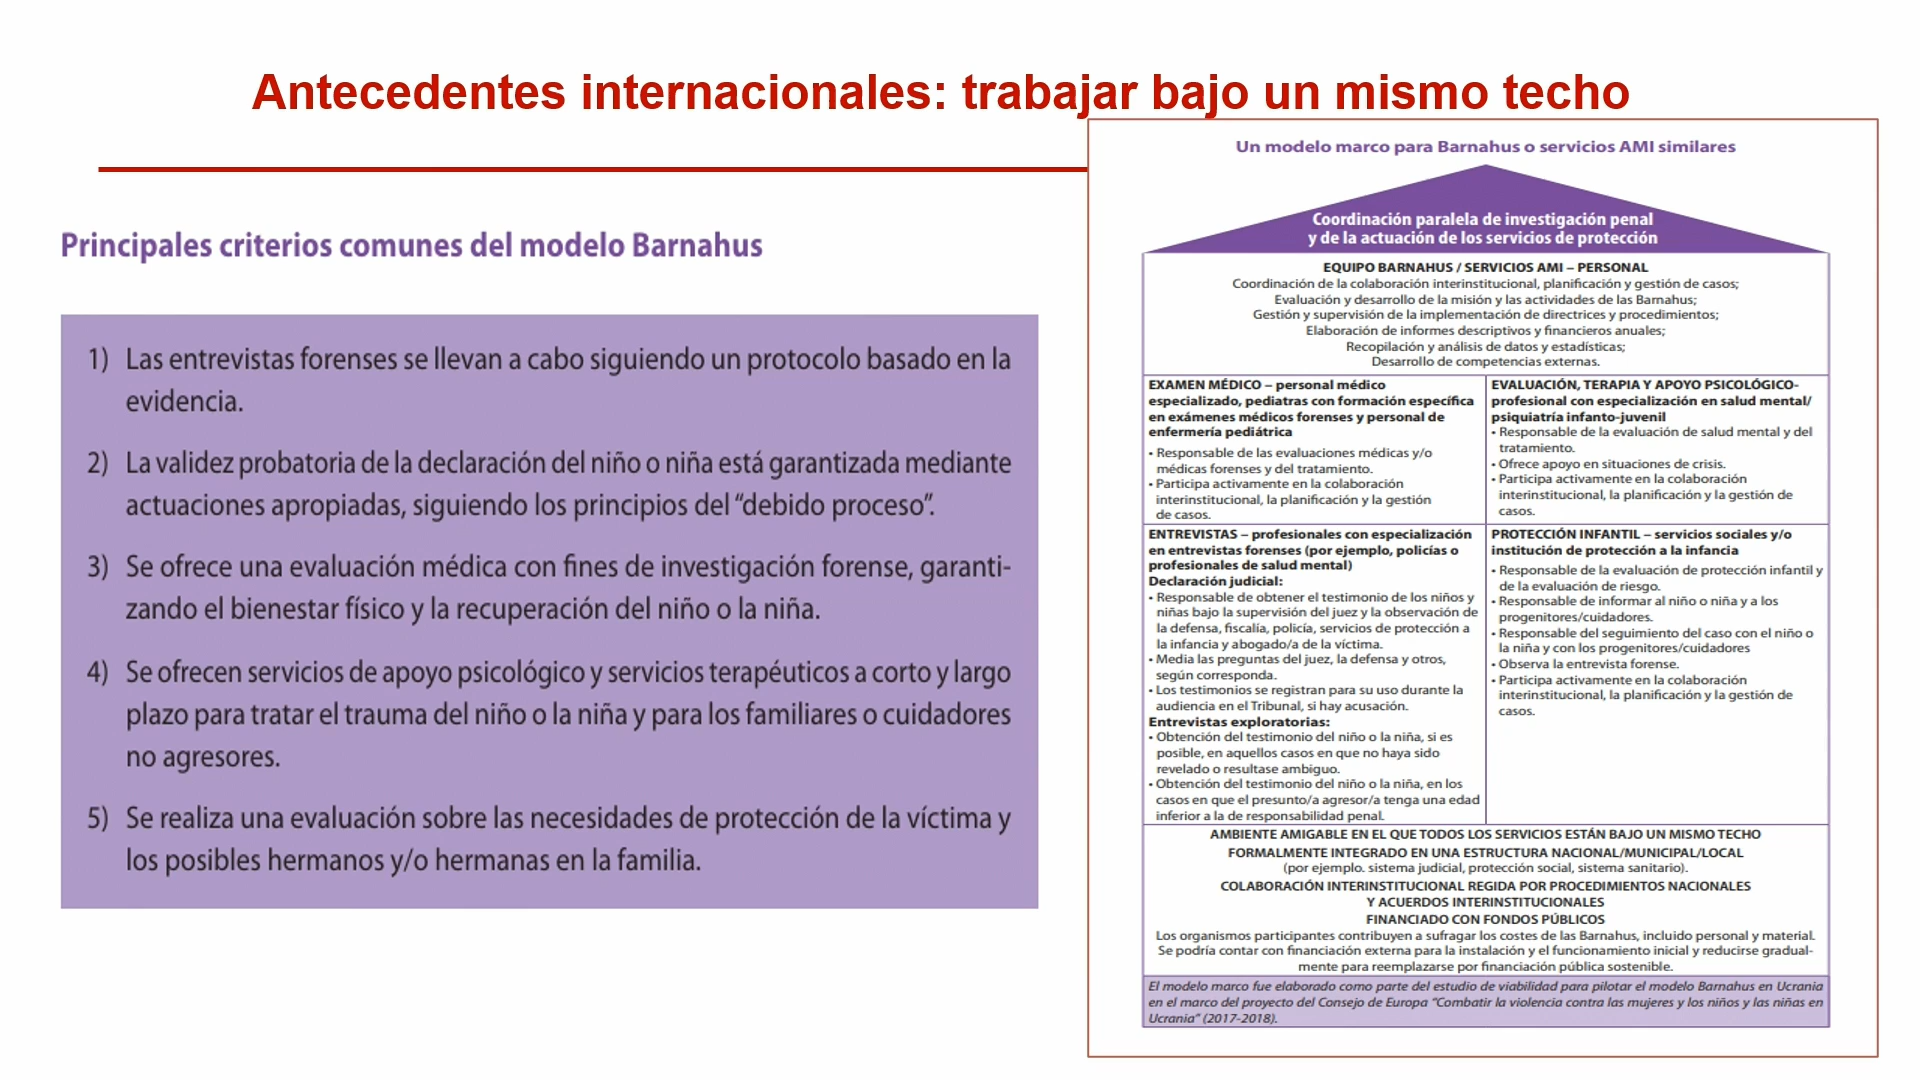 Antecedentes internacionales: trabajar bajo un mismo techo
Principales criterios comunes del modelo Barnahus
1) Las entrevistas forenses se llevan a cabo siguiendo un protocolo basado en la
evidencia.
2) La validez probatoria de la declaración del niño o niña está garantizada mediante
actuaciones apropiadas, siguiendo los principios del “debido proceso”.
3) Se ofrece una evaluación médica con fines de investigación forense, garanti-
zando el bienestar físico y la recuperación del niño o la niña.
4) Se ofrecen servicios de apoyo psicológico y servicios terapéuticos a corto y largo
plazo para tratar el trauma del niño o la niña y para los familiares o cuidadores
no agresores.
5) Se realiza una evaluación sobre las necesidades de protección de la víctima y
los posibles hermanos y/o hermanas en la familia.
Un modelo marco para Barnahus o servicios AMI similares
Coordinación paralela de investigación penal
y de la actuación de los servicios de protección
EQUIPO BARNAHUS / SERVICIOS AMI – PERSONAL
Coordinación de la colaboración interinstitucional, planificación y gestión de casos;
Evaluación y desarrollo de la misión y las actividades de las Barnahus;
Gestión y supervisión de la implementación de directrices y procedimientos;
Elaboración de informes descriptivos y financieros anuales;
Recopilación y análisis de datos y estadísticas;
Desarrollo de competencias externas.
EXAMEN MÉDICO – personal médico
especializado, pediatras con formación específica
en exámenes médicos forenses y personal de
enfermería pediátrica
• Responsable de las evaluaciones médicas y/o
médicas forenses y del tratamiento.
• Participa activamente en la colaboración
interinstitucional, la planificación y la gestión
de casos.
EVALUACIÓN, TERAPIA Y APOYO PSICOLÓGICO-
profesional con especialización en salud mental/
psiquiatría infanto-juvenil
• Responsable de la evaluación de salud mental y del
tratamiento.
• Ofrece apoyo en situaciones de crisis.
• Participa activamente en la colaboración
interinstitucional, la planificación y la gestión de
casos.
ENTREVISTAS – profesionales con especialización
en entrevistas forenses (por ejemplo, policías o
profesionales de salud mental)
Declaración judicial:
• Responsable de obtener el testimonio de los niños y
niñas bajo la supervisión del juez y la observación de
la defensa, fiscalía, policía, servicios de protección a
la infancia y abogado/a de la víctima.
• Media las preguntas del juez, la defensa y otros,
según corresponda.
• Los testimonios se registran para su uso durante la
audiencia en el Tribunal, si hay acusación.
Entrevistas exploratorias:
• Obtención del testimonio del niño o la niña, si es
posible, en aquellos casos en que no haya sido
revelado o resultase ambiguo.
• Obtención del testimonio del niño o la niña, en los
casos en que el presunto/a agresor/a tenga una edad
inferior a la de responsabilidad penal.
PROTECCIÓN INFANTIL – servicios sociales y/o
institución de protección a la infancia
• Responsable de la evaluación de protección infantil y
de la evaluación de riesgo.
• Responsable de informar al niño o niña y a los
progenitores/cuidadores.
• Responsable del seguimiento del caso con el niño o
la niña y con los progenitores/cuidadores
• Observa la entrevista forense.
• Participa activamente en la colaboración
interinstitucional, la planificación y la gestión de
casos.
AMBIENTE AMIGABLE EN EL QUE TODOS LOS SERVICIOS ESTÁN BAJO UN MISMO TECHO
FORMALMENTE INTEGRADO EN UNA ESTRUCTURA NACIONAL/MUNICIPAL/LOCAL
(por ejemplo. sistema judicial, protección social, sistema sanitario).
COLABORACIÓN INTERINSTITUCIONAL REGIDA POR PROCEDIMIENTOS NACIONALES
Y ACUERDOS INTERINSTITUCIONALES
FINANCIADO CON FONDOS PÚBLICOS
Los organismos participantes contribuyen a sufragar los costes de las Barnahus, incluido personal y material.
Se podría contar con financiación externa para la instalación y el funcionamiento inicial y reducirse gradual-
mente para reemplazarse por financiación pública sostenible.
El modelo marco fue elaborado como parte del estudio de viabilidad para pilotar el modelo Barnahus en Ucrania
en el marco del proyecto del Consejo de Europa “Combatir la violencia contra las mujeres y los niños y las niñas en
Ucrania” (2017-2018).